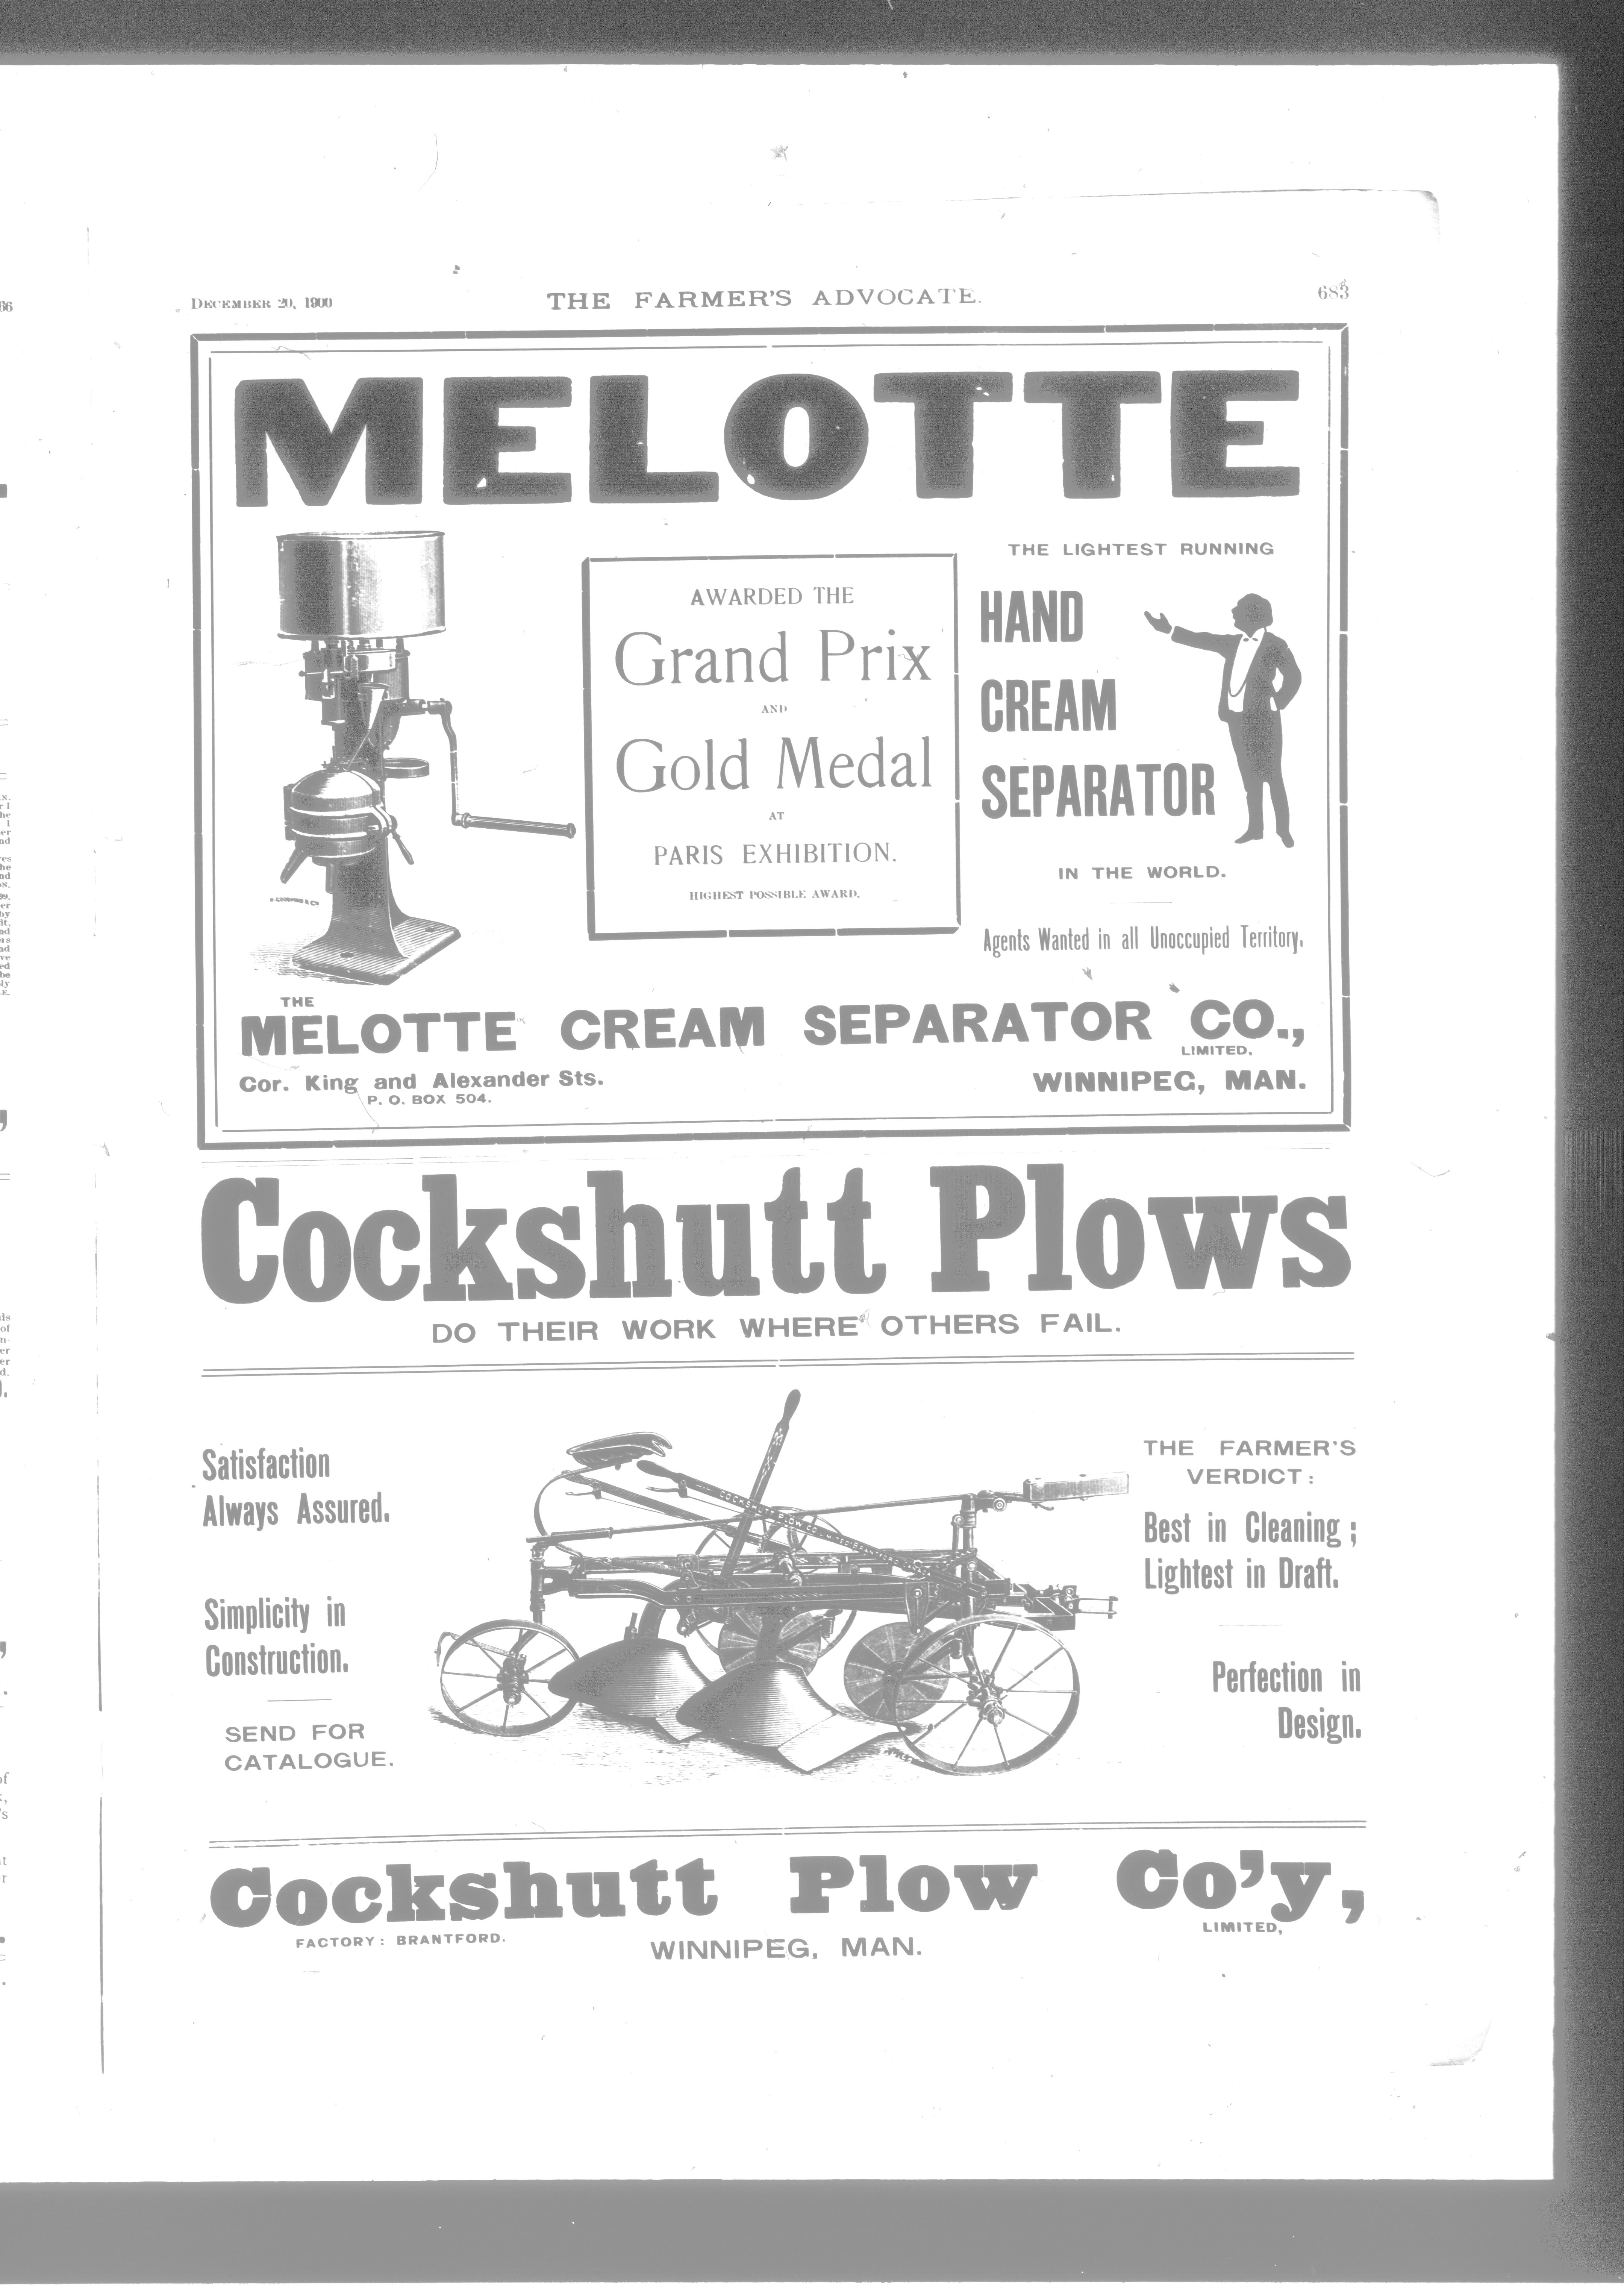 DECEMBER 20, 1900
THE FARMER'S ADVOCATE.
683
MELOTTE
AWARDED THE
Grand Prix
AND
Gold Medal
AT
PARIS EXHIBITION.
HIGHEST POSSIBLE AWARD.
THE LIGHTEST RUNNING
HAND
CREAM
SEPARATOR
IN THE WORLD.
Agents Wanted in all Unoccupied Territory.
THE
MELOTTE CREAM SEPARATOR CO.,
LIMITED,
Cor. King and Alexander Sts.
P. O. BOX 504.
WINNIPEG, MAN.
Cockshutt Plows
DO THEIR WORK WHERE OTHERS FAIL.
Satisfaction
Always Assured.
Simplicity in
Construction.
SEND FOR
CATALOGUE.
THE FARMER'S
VERDICT:
Best in Cleaning;
Lightest in Draft.
Perfection in
Design.
Cockshutt Plow Co'y,
LIMITED,
FACTORY: BRANTFORD.
WINNIPEG, MAN.